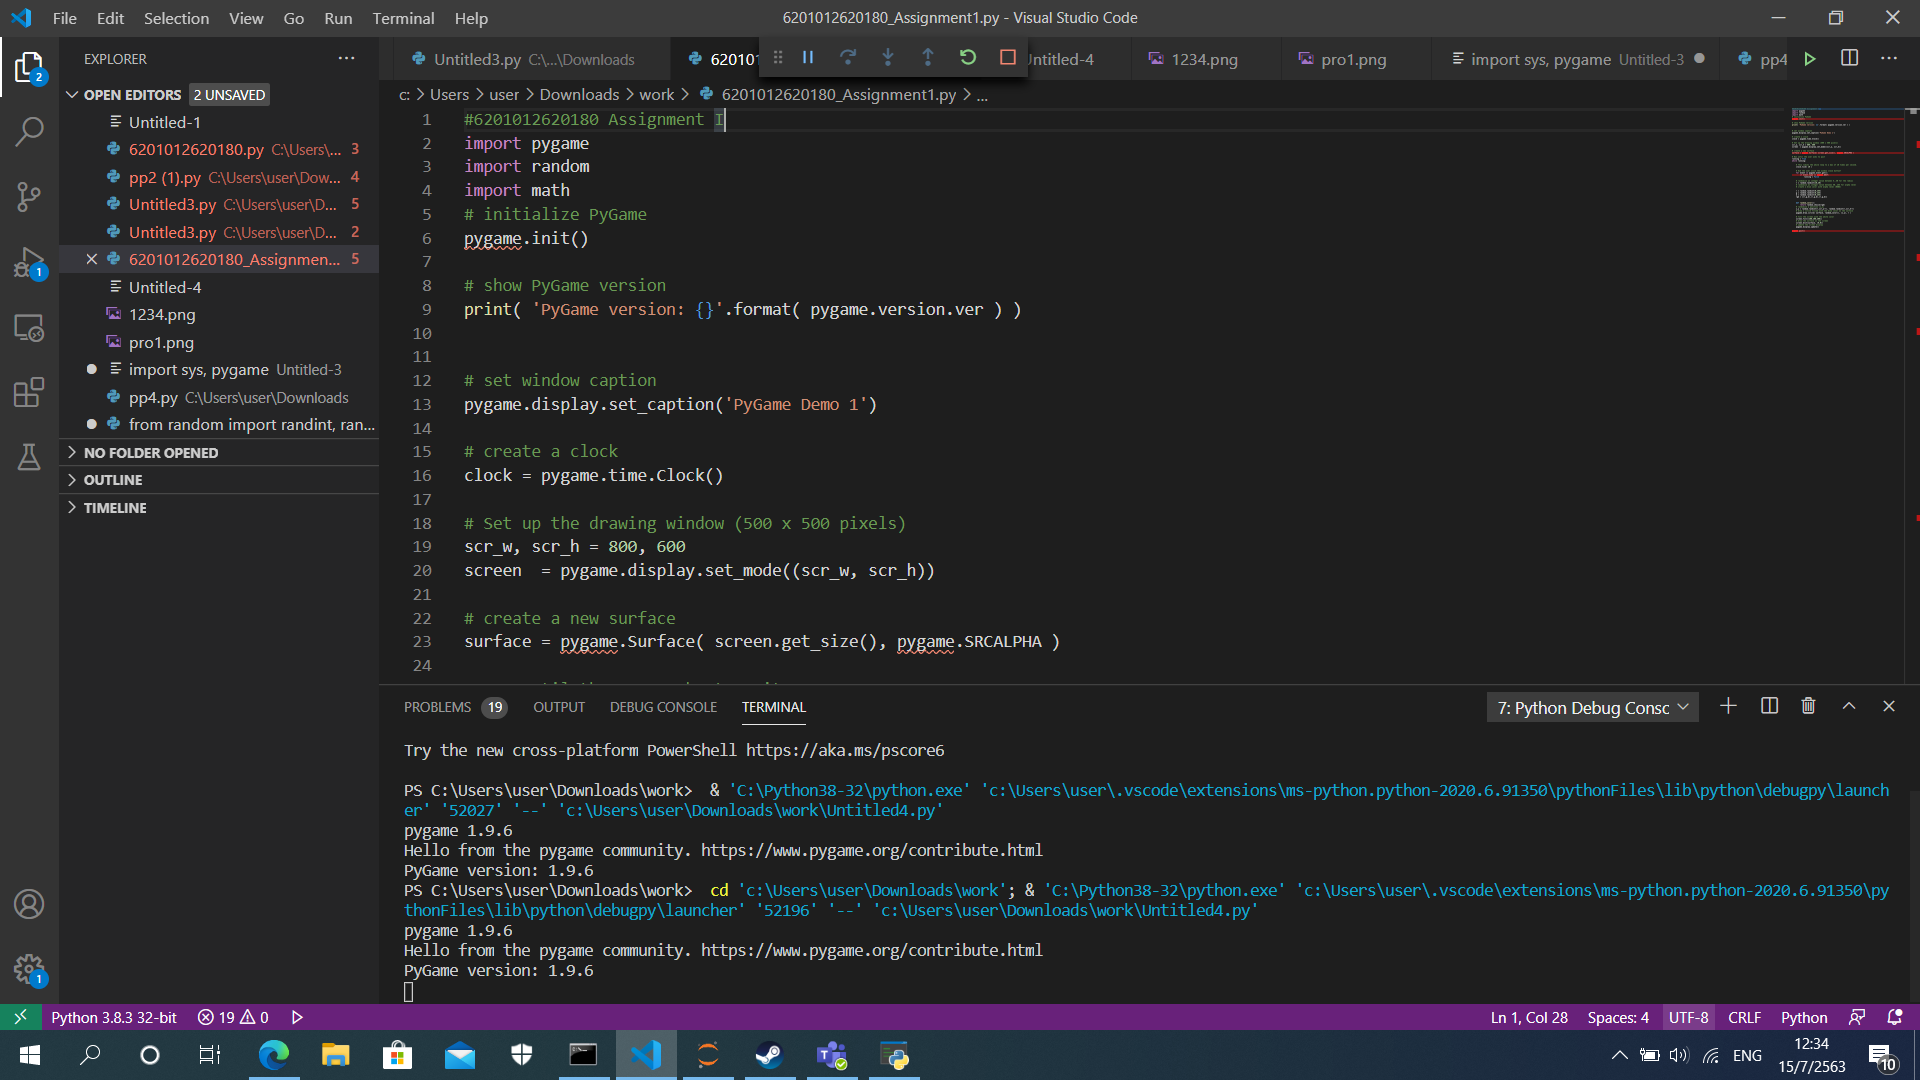 File Edit Selection View Go Run Terminal Help
6201012620180_Assignment1.py - Visual Studio Code
EXPLORER
OPEN EDITORS 2 UNSAVED
Untitled-1
6201012620180.py C:\Users\... 3
pp2 (1).py C:\Users\user\Dow... 4
Untitled3.py C:\Users\user\D... 5
Untitled3.py C:\Users\user\D... 2
6201012620180_Assignmen... 5
Untitled-4
1234.png
pro1.png
import sys, pygame Untitled-3
pp4.py C:\Users\user\Downloads
from random import randint, ran...
NO FOLDER OPENED
OUTLINE
TIMELINE
2
1
1
Untitled3.py C:\...\Downloads
62010
Untitled-4
1234.png
pro1.png
import sys, pygame Untitled-3
pp4
c: > Users > user > Downloads > work > 6201012620180_Assignment1.py > ...
1 #6201012620180 Assignment I
2 import pygame
3 import random
4 import math
5 # initialize PyGame
6 pygame.init()
7
8 # show PyGame version
9 print( 'PyGame version: {}'.format( pygame.version.ver ) )
10
11
12 # set window caption
13 pygame.display.set_caption('PyGame Demo 1')
14
15 # create a clock
16 clock = pygame.time.Clock()
17
18 # Set up the drawing window (500 x 500 pixels)
19 scr_w, scr_h = 800, 600
20 screen  = pygame.display.set_mode((scr_w, scr_h))
21
22 # create a new surface
23 surface = pygame.Surface( screen.get_size(), pygame.SRCALPHA )
24
PROBLEMS 19 OUTPUT DEBUG CONSOLE TERMINAL
7: Python Debug Consc
Try the new cross-platform PowerShell https://aka.ms/pscore6
PS C:\Users\user\Downloads\work>  & 'C:\Python38-32\python.exe' 'c:\Users\user\.vscode\extensions\ms-python.python-2020.6.91350\pythonFiles\lib\python\debugpy\launch
er' '52027' '--' 'c:\Users\user\Downloads\work\Untitled4.py'
pygame 1.9.6
Hello from the pygame community. https://www.pygame.org/contribute.html
PyGame version: 1.9.6
PS C:\Users\user\Downloads\work>  cd 'c:\Users\user\Downloads\work'; & 'C:\Python38-32\python.exe' 'c:\Users\user\.vscode\extensions\ms-python.python-2020.6.91350\py
thonFiles\lib\python\debugpy\launcher' '52196' '--' 'c:\Users\user\Downloads\work\Untitled4.py'
pygame 1.9.6
Hello from the pygame community. https://www.pygame.org/contribute.html
PyGame version: 1.9.6
Python 3.8.3 32-bit 19 0
Ln 1, Col 28 Spaces: 4 UTF-8 CRLF Python
ENG
12:34
15/7/2563
10